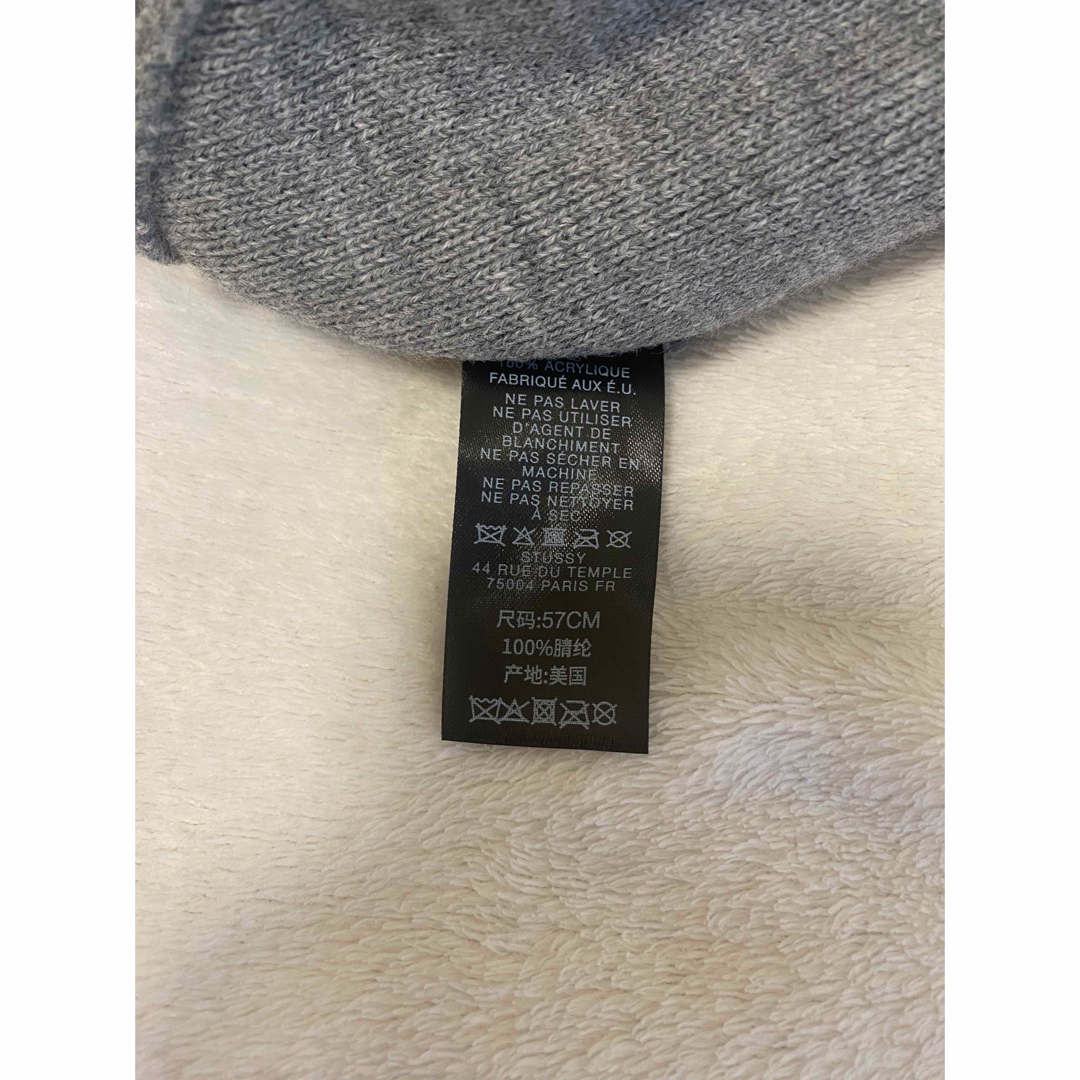 100% ACRYLIQUE
FABRIQUÉ AUX É.U.
NE PAS LAVER
NE PAS UTILISER
D'AGENT DE
BLANCHIMENT
NE PAS SÉCHER EN
MACHINE
NE PAS REPASSER
NE PAS NETTOYER
À SEC
STÜSSY
44 RUE DU TEMPLE
75004 PARIS FR
尺码:57CM
100%腈纶
产地:美国